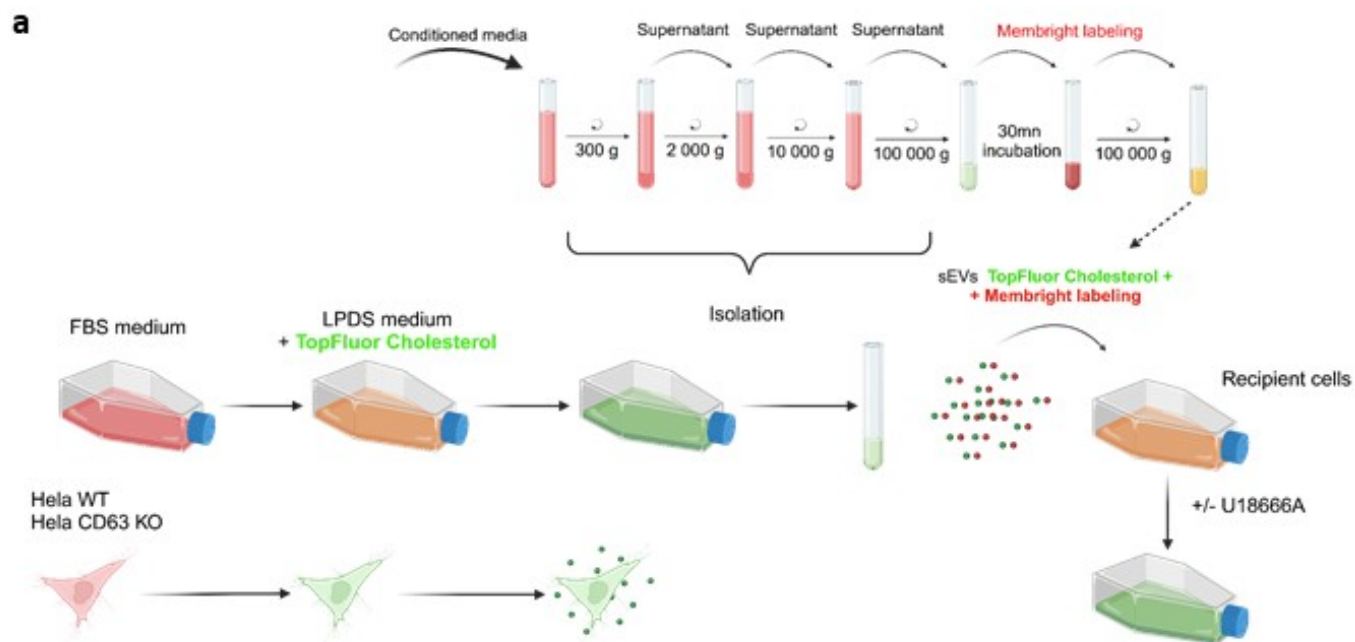 a
Conditioned media
Supernatant
Supernatant
Supernatant
Membright labeling
300 g
2 000 g
10 000 g
100 000 g
30mn
incubation
100 000 g
sEVs TopFluor Cholesterol +
+ Membright labeling
FBS medium
LPDS medium
+ TopFluor Cholesterol
Isolation
Recipient cells
Hela WT
Hela CD63 KO
+/- U18666A